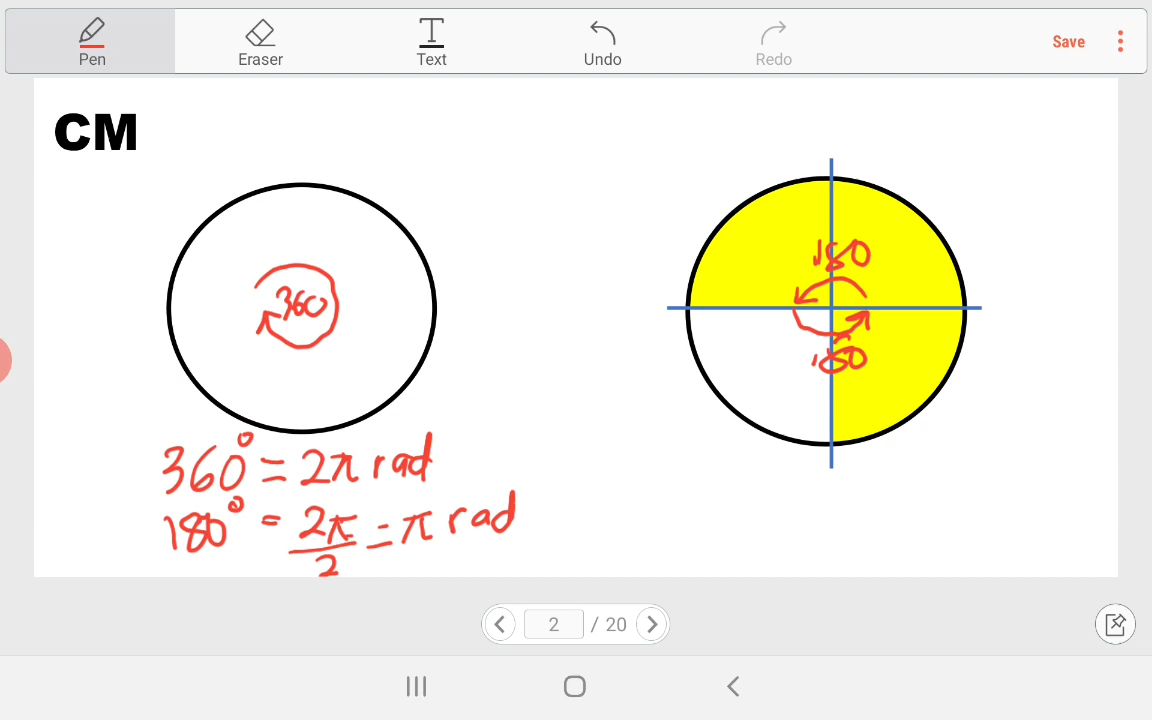 Pen Eraser Text Undo Redo Save
CM
360
180
180
360° = 2π rad
180° = 2π/2 = π rad
2 / 20